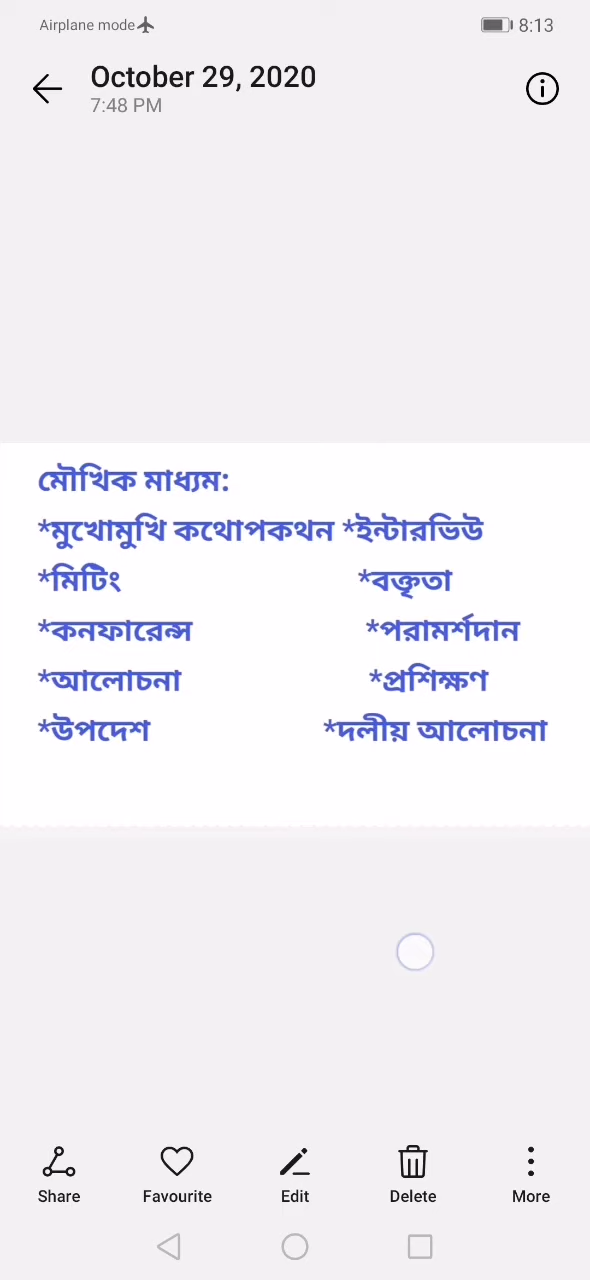 Airplane mode 8:13
October 29, 2020
7:48 PM
মৌখিক মাধ্যম:
*মুখোমুখি কথোপকথন *ইন্টারভিউ
*মিটিং *বক্তৃতা
*কনফারেন্স *পরামর্শদান
*আলোচনা *প্রশিক্ষণ
*উপদেশ *দলীয় আলোচনা
Share Favourite Edit Delete More